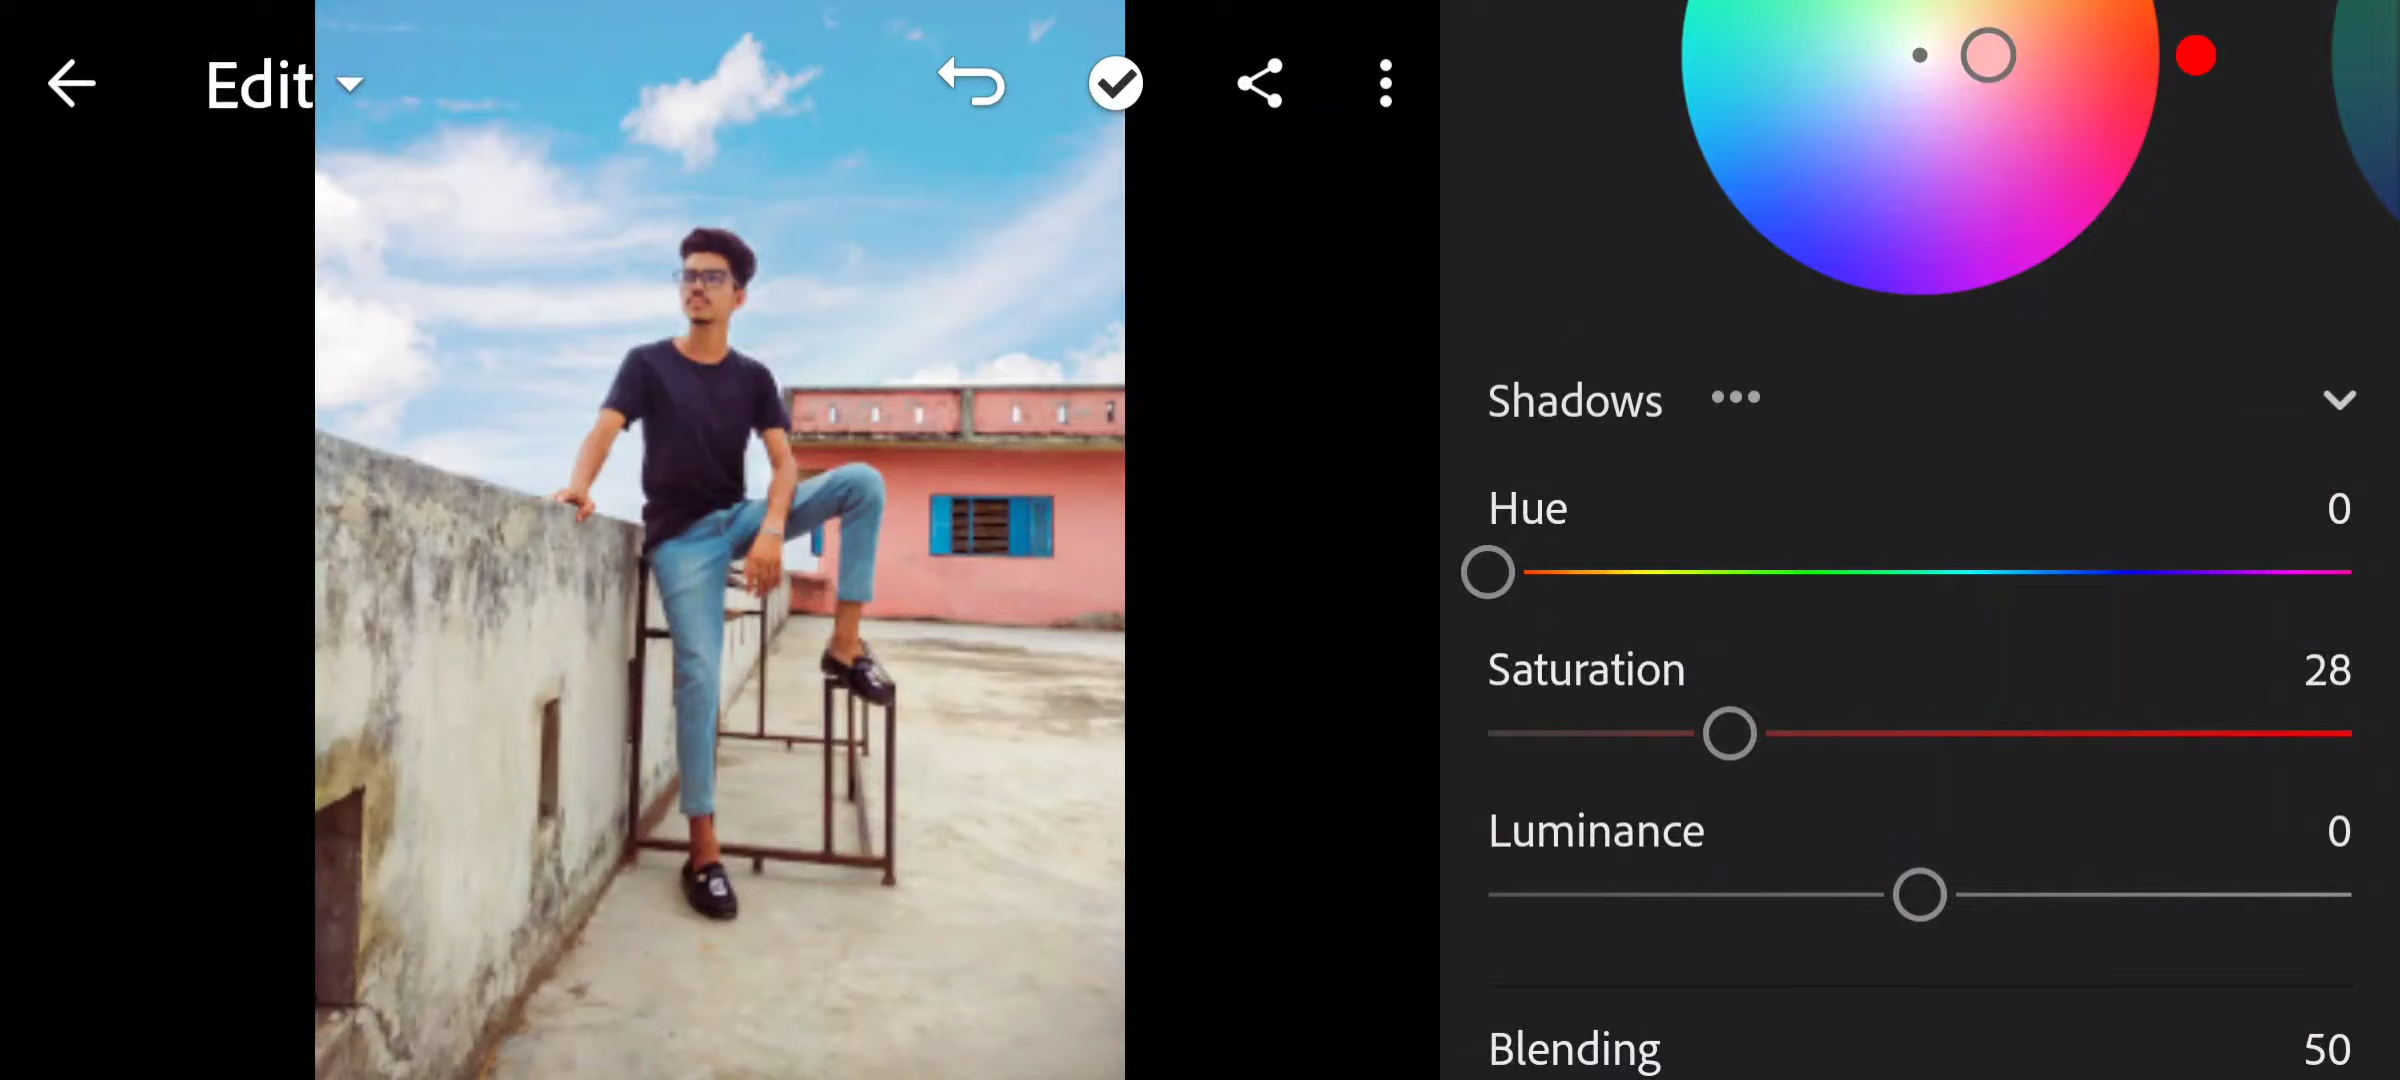 Edit
Shadows
Hue 0
Saturation 28
Luminance 0
Blending 50